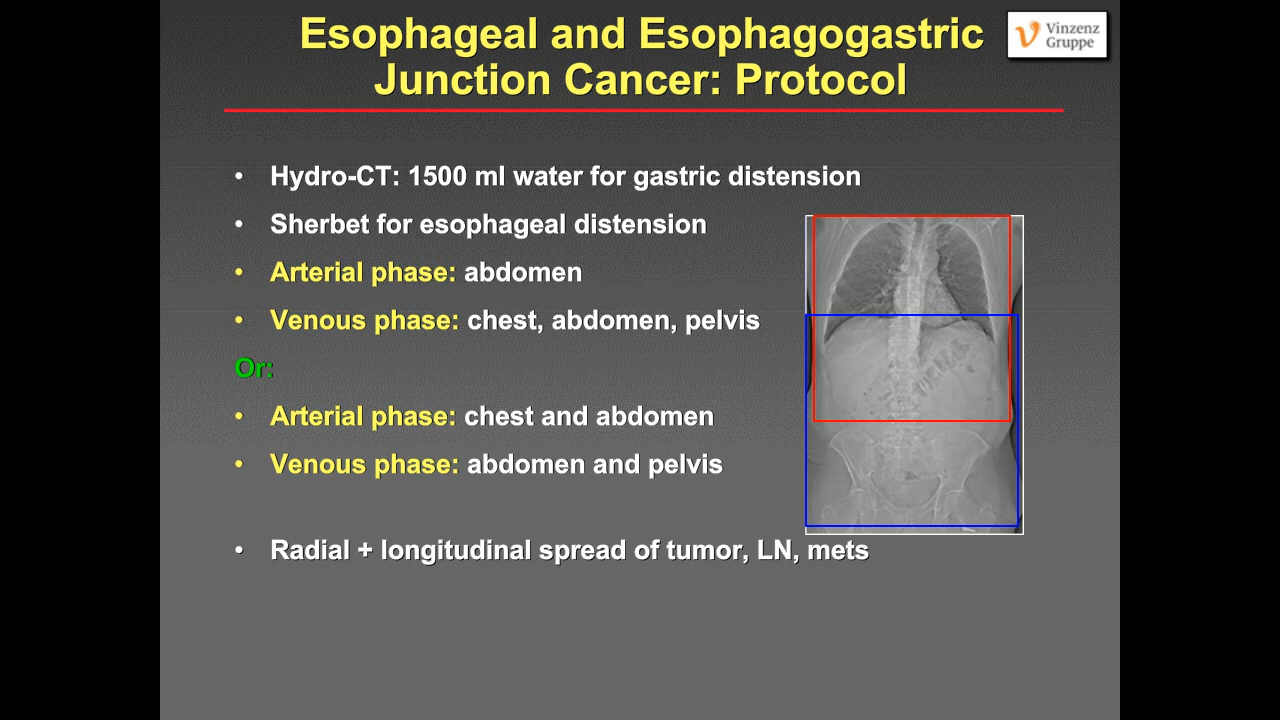 Esophageal and Esophagogastric
Junction Cancer: Protocol
Vinzenz
Gruppe
• Hydro-CT: 1500 ml water for gastric distension
• Sherbet for esophageal distension
• Arterial phase: abdomen
• Venous phase: chest, abdomen, pelvis
Or:
• Arterial phase: chest and abdomen
• Venous phase: abdomen and pelvis
• Radial + longitudinal spread of tumor, LN, mets